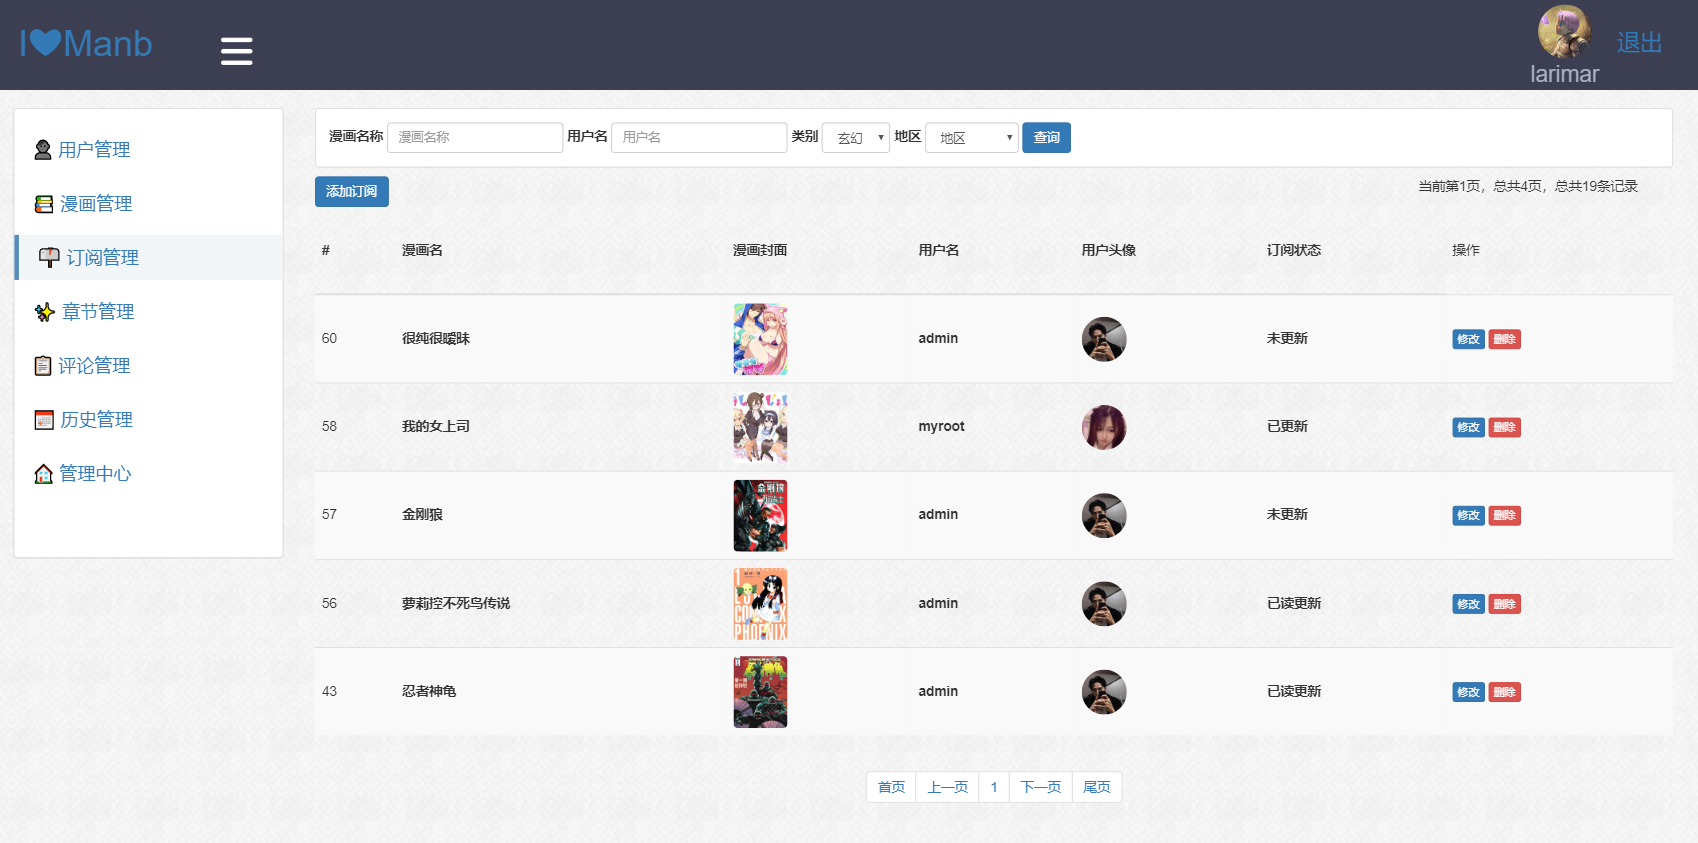 I❤Manb
larimar
退出
用户管理
漫画管理
订阅管理
章节管理
评论管理
历史管理
管理中心
漫画名称 漫画名称 用户名 用户名 类别 玄幻 地区 地区 查询
添加订阅
当前第1页，总共4页，总共19条记录
# 漫画名 漫画封面 用户名 用户头像 订阅状态 操作
60 很纯很暧昧 admin 未更新 修改 删除
58 我的女上司 myroot 已更新 修改 删除
57 金刚狼 admin 未更新 修改 删除
56 萝莉控不死鸟传说 admin 已读更新 修改 删除
43 忍者神龟 admin 已读更新 修改 删除
首页 上一页 1 下一页 尾页